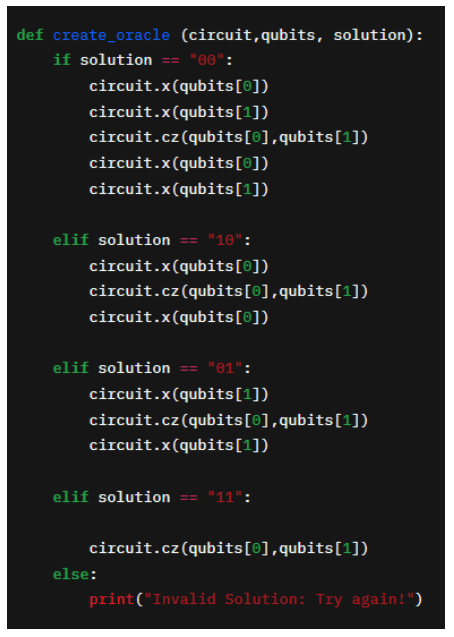 def create_oracle (circuit,qubits, solution):
    if solution == "00":
        circuit.x(qubits[0])
        circuit.x(qubits[1])
        circuit.cz(qubits[0],qubits[1])
        circuit.x(qubits[0])
        circuit.x(qubits[1])

    elif solution == "10":
        circuit.x(qubits[0])
        circuit.cz(qubits[0],qubits[1])
        circuit.x(qubits[0])

    elif solution == "01":
        circuit.x(qubits[1])
        circuit.cz(qubits[0],qubits[1])
        circuit.x(qubits[1])

    elif solution == "11":

        circuit.cz(qubits[0],qubits[1])
    else:
        print("Invalid Solution: Try again!")